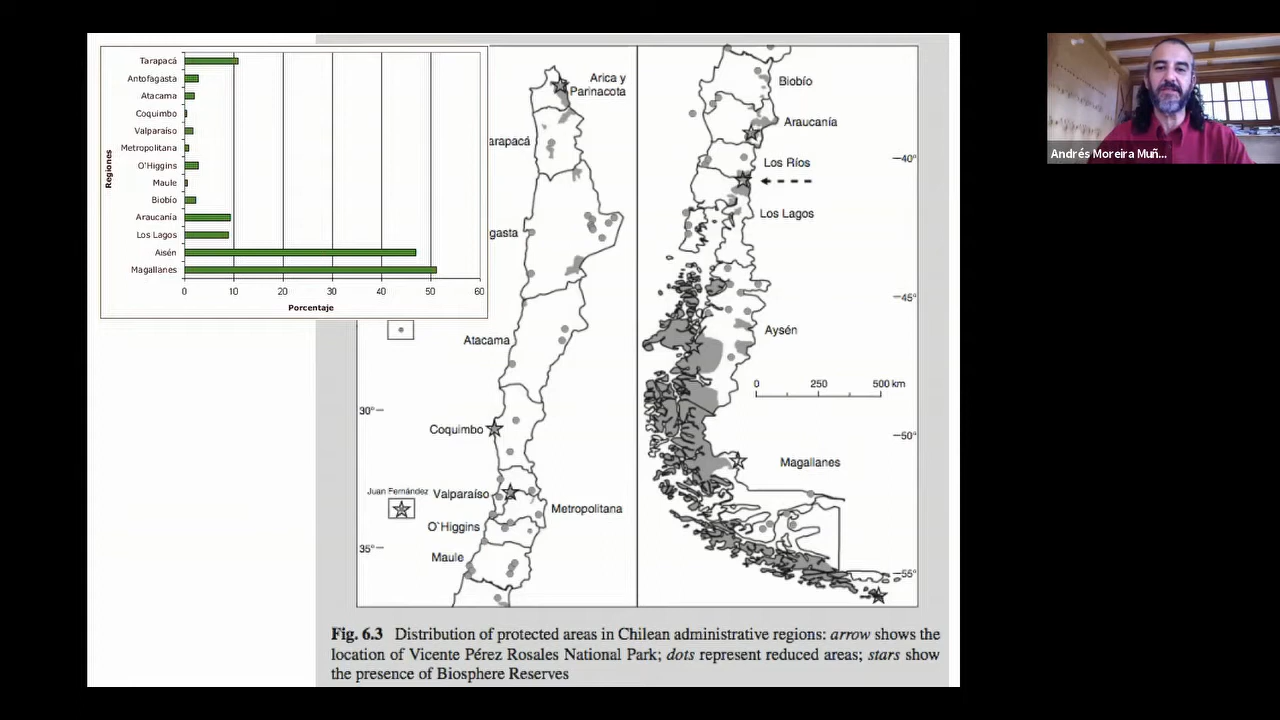 Regiones
Tarapacá
Antofagasta
Atacama
Coquimbo
Valparaíso
Metropolitana
O'Higgins
Maule
Biobío
Araucanía
Los Lagos
Aisén
Magallanes
0 10 20 30 40 50 60
Porcentaje
Arica y
Parinacota
arapacá
gasta
Atacama
30°
Coquimbo
Juan Fernández
Valparaíso
Metropolitana
O`Higgins
35°
Maule
Biobío
Araucanía
40°
Los Ríos
Los Lagos
45°
Aysén
0 250 500 km
50°
Magallanes
55°
Fig. 6.3 Distribution of protected areas in Chilean administrative regions: arrow shows the
location of Vicente Pérez Rosales National Park; dots represent reduced areas; stars show
the presence of Biosphere Reserves
Andrés Moreira Muñ...